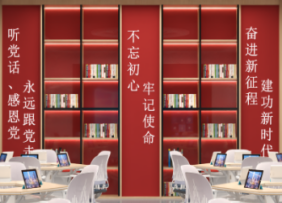 听党话、感恩党
永远跟党走
不忘初心
牢记使命
奋进新征程
建功新时代